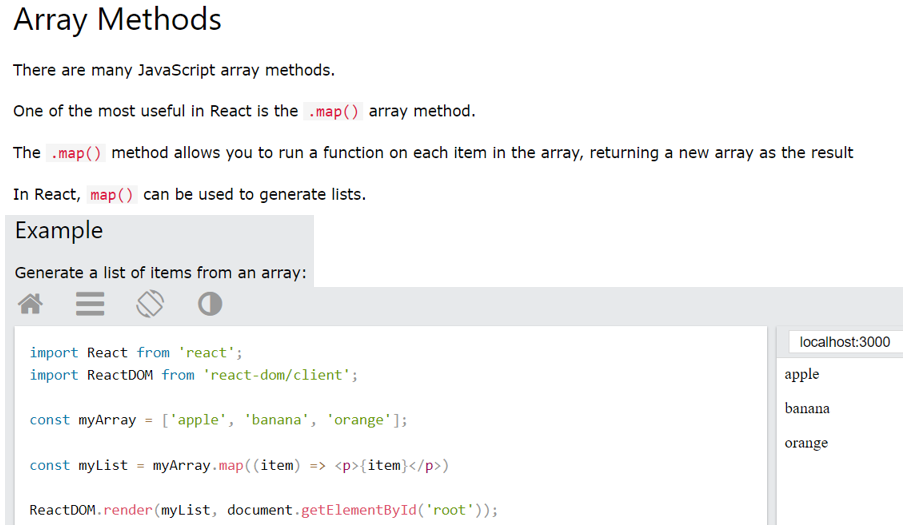 Array Methods
There are many JavaScript array methods.
One of the most useful in React is the .map() array method.
The .map() method allows you to run a function on each item in the array, returning a new array as the result
In React, map() can be used to generate lists.
Example
Generate a list of items from an array:
import React from 'react';
import ReactDOM from 'react-dom/client';
const myArray = ['apple', 'banana', 'orange'];
const myList = myArray.map((item) => <p>{item}</p>)
ReactDOM.render(myList, document.getElementById('root'));
localhost:3000
apple
banana
orange